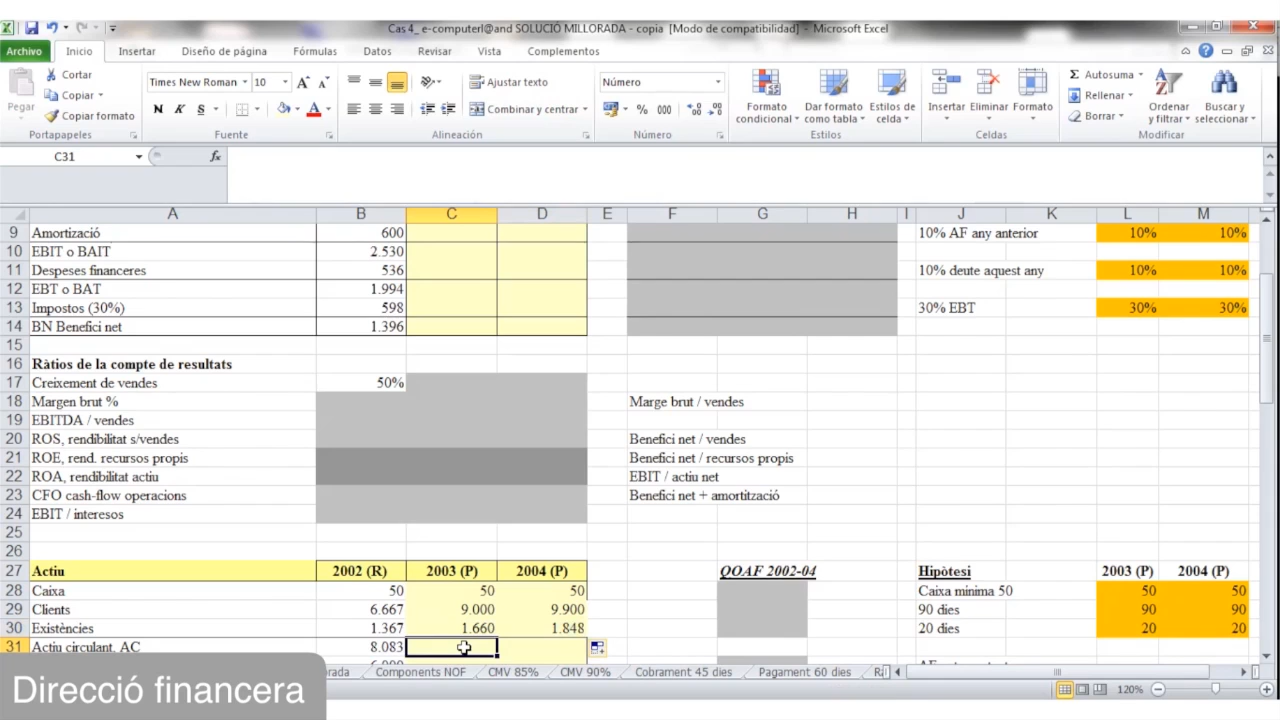 Cas 4_ e-computerl@and SOLUCIÓ MILLORADA - copia [Modo de compatibilidad] - Microsoft Excel
Archivo Inicio Insertar Diseño de página Fórmulas Datos Revisar Vista Complementos
Pegar
Cortar
Copiar
Copiar formato
Portapapeles
Times New Roman 10
N K S
Fuente
Ajustar texto
Combinar y centrar
Alineación
Número
% 000
Número
Formato condicional
Dar formato como tabla
Estilos de celda
Estilos
Insertar Eliminar Formato
Celdas
Autosuma
Rellenar
Borrar
Ordenar y filtrar
Buscar y seleccionar
Modificar
C31 fx
A B C D E F G H I J K L M
9 Amortizació 600 10% AF any anterior 10% 10%
10 EBIT o BAIT 2.530
11 Despeses financeres 536 10% deute aquest any 10% 10%
12 EBT o BAT 1.994
13 Impostos (30%) 598 30% EBT 30% 30%
14 BN Benefici net 1.396
15
16 Ràtios de la compte de resultats
17 Creixement de vendes 50%
18 Margen brut % Marge brut / vendes
19 EBITDA / vendes
20 ROS, rendibilitat s/vendes Benefici net / vendes
21 ROE, rend. recursos propis Benefici net / recursos propis
22 ROA, rendibilitat actiu EBIT / actiu net
23 CFO cash-flow operacions Benefici net + amortització
24 EBIT / interesos
25
26
27 Actiu 2002 (R) 2003 (P) 2004 (P) QOAF 2002-04 Hipòtesi 2003 (P) 2004 (P)
28 Caixa 50 50 50 Caixa mínima 50 50 50
29 Clients 6.667 9.000 9.900 90 dies 90 90
30 Existències 1.367 1.660 1.848 20 dies 20 20
31 Actiu circulant, AC 8.083
Components NOF CMV 85% CMV 90% Cobrament 45 dies Pagament 60 dies
120%
Direcció financera